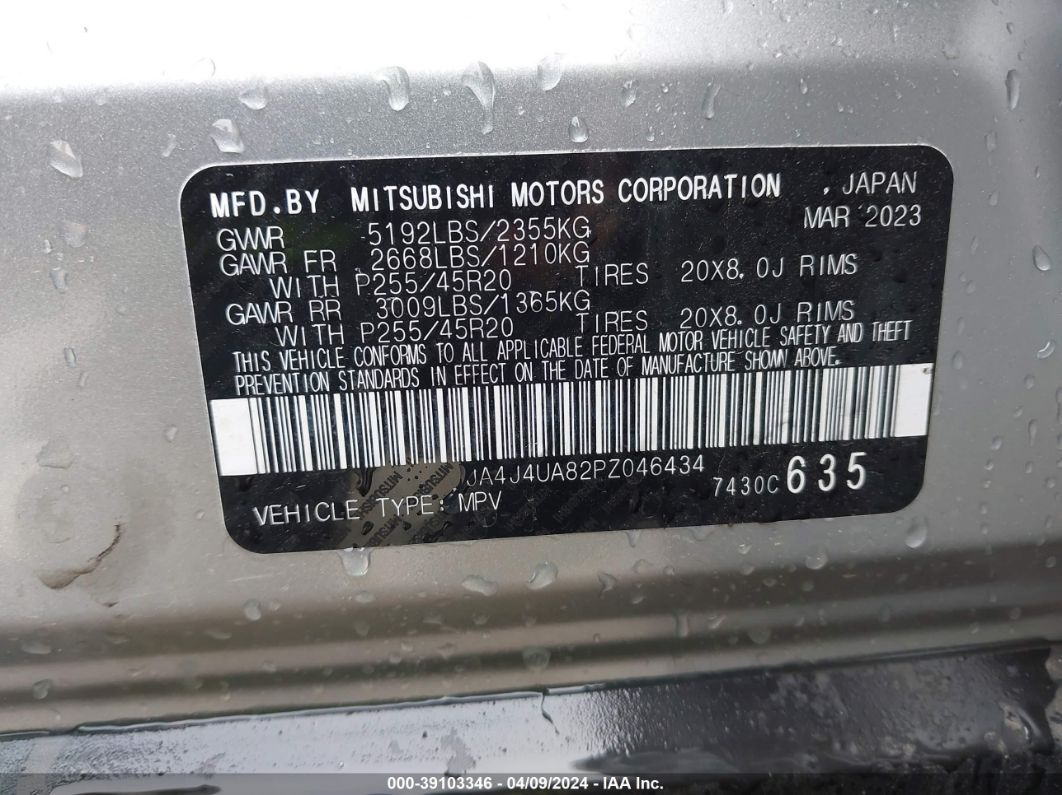 MFD.BY MITSUBISHI MOTORS CORPORATION . JAPAN
MAR 2023
GVWR 5192LBS/2355KG
GAWR FR 2668LBS/1210KG
WITH P255/45R20 TIRES 20X8.0J RIMS
GAWR RR 3009LBS/1365KG
WITH P255/45R20 TIRES 20X8.0J RIMS
THIS VEHICLE CONFORMS TO ALL APPLICABLE FEDERAL MOTOR VEHICLE SAFETY AND THEFT
PREVENTION STANDARDS IN EFFECT ON THE DATE OF MANUFACTURE SHOWN ABOVE.
JA4J4UA82PZ046434
7430C 635
VEHICLE TYPE: MPV
000-39103346 - 04/09/2024 - IAA Inc.